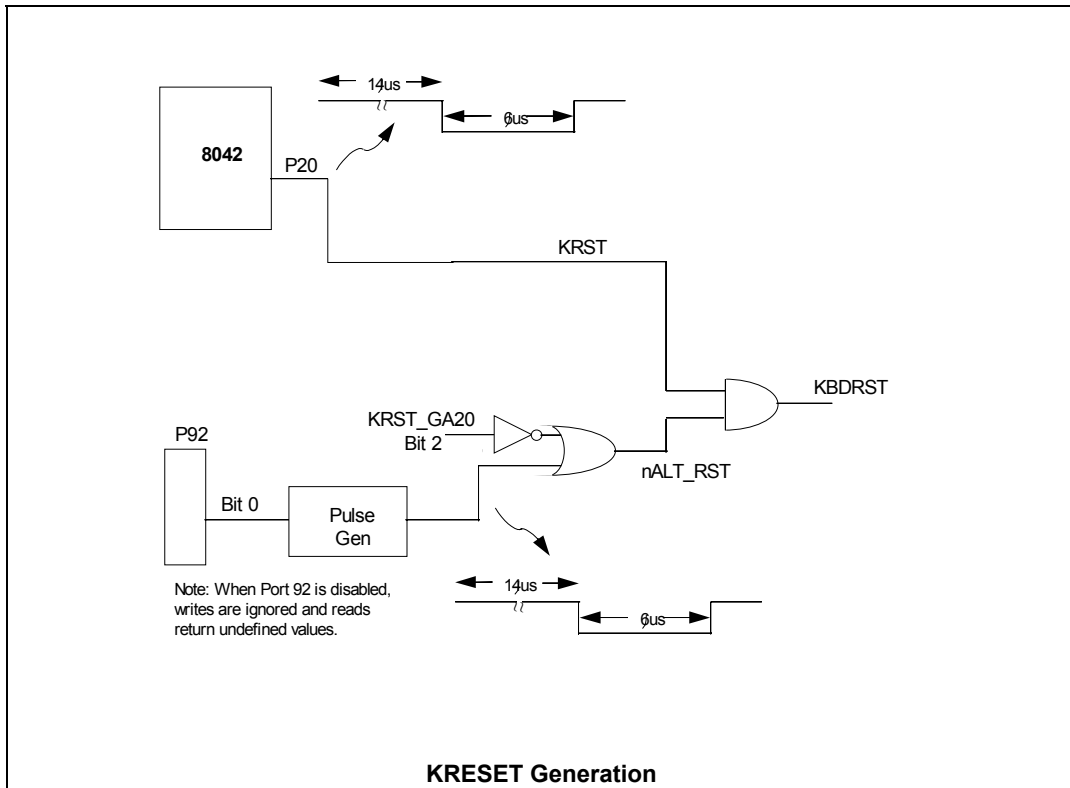 14us
6us
8042
P20
KRST
KBDRST
KRST_GA20
Bit 2
nALT_RST
P92
Bit 0
Pulse
Gen
14us
6us
Note: When Port 92 is disabled,
writes are ignored and reads
return undefined values.
KRESET Generation